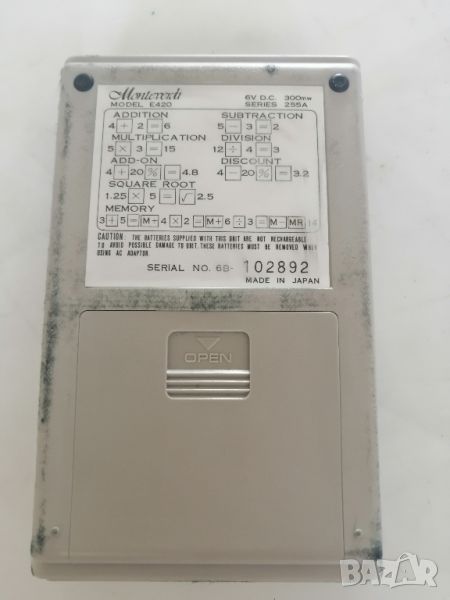 Monteverdi 6V D.C. 300mw
MODEL E420 SERIES 255A
ADDITION SUBTRACTION
4 + 2 = 6 5 − 3 = 2
MULTIPLICATION DIVISION
5 × 3 = 15 12 ÷ 4 = 3
ADD-ON DISCOUNT
4 + 20 % = 4.8 4 − 20 % = 3.2
SQUARE ROOT
1.25 × 5 = √ 2.5
MEMORY
3 + 5 = M+ 4 × 2 = M+ 6 ÷ 3 = M− MR 14
CAUTION: THE BATTERIES SUPPLIED WITH THIS UNIT ARE NOT RECHARGEABLE
TO AVOID POSSIBLE DAMAGE TO UNIT. THESE BATTERIES MUST BE REMOVED WHEN
USING AC ADAPTOR.
SERIAL NO. 6B- 102892
MADE IN JAPAN
OPEN
BAZAR